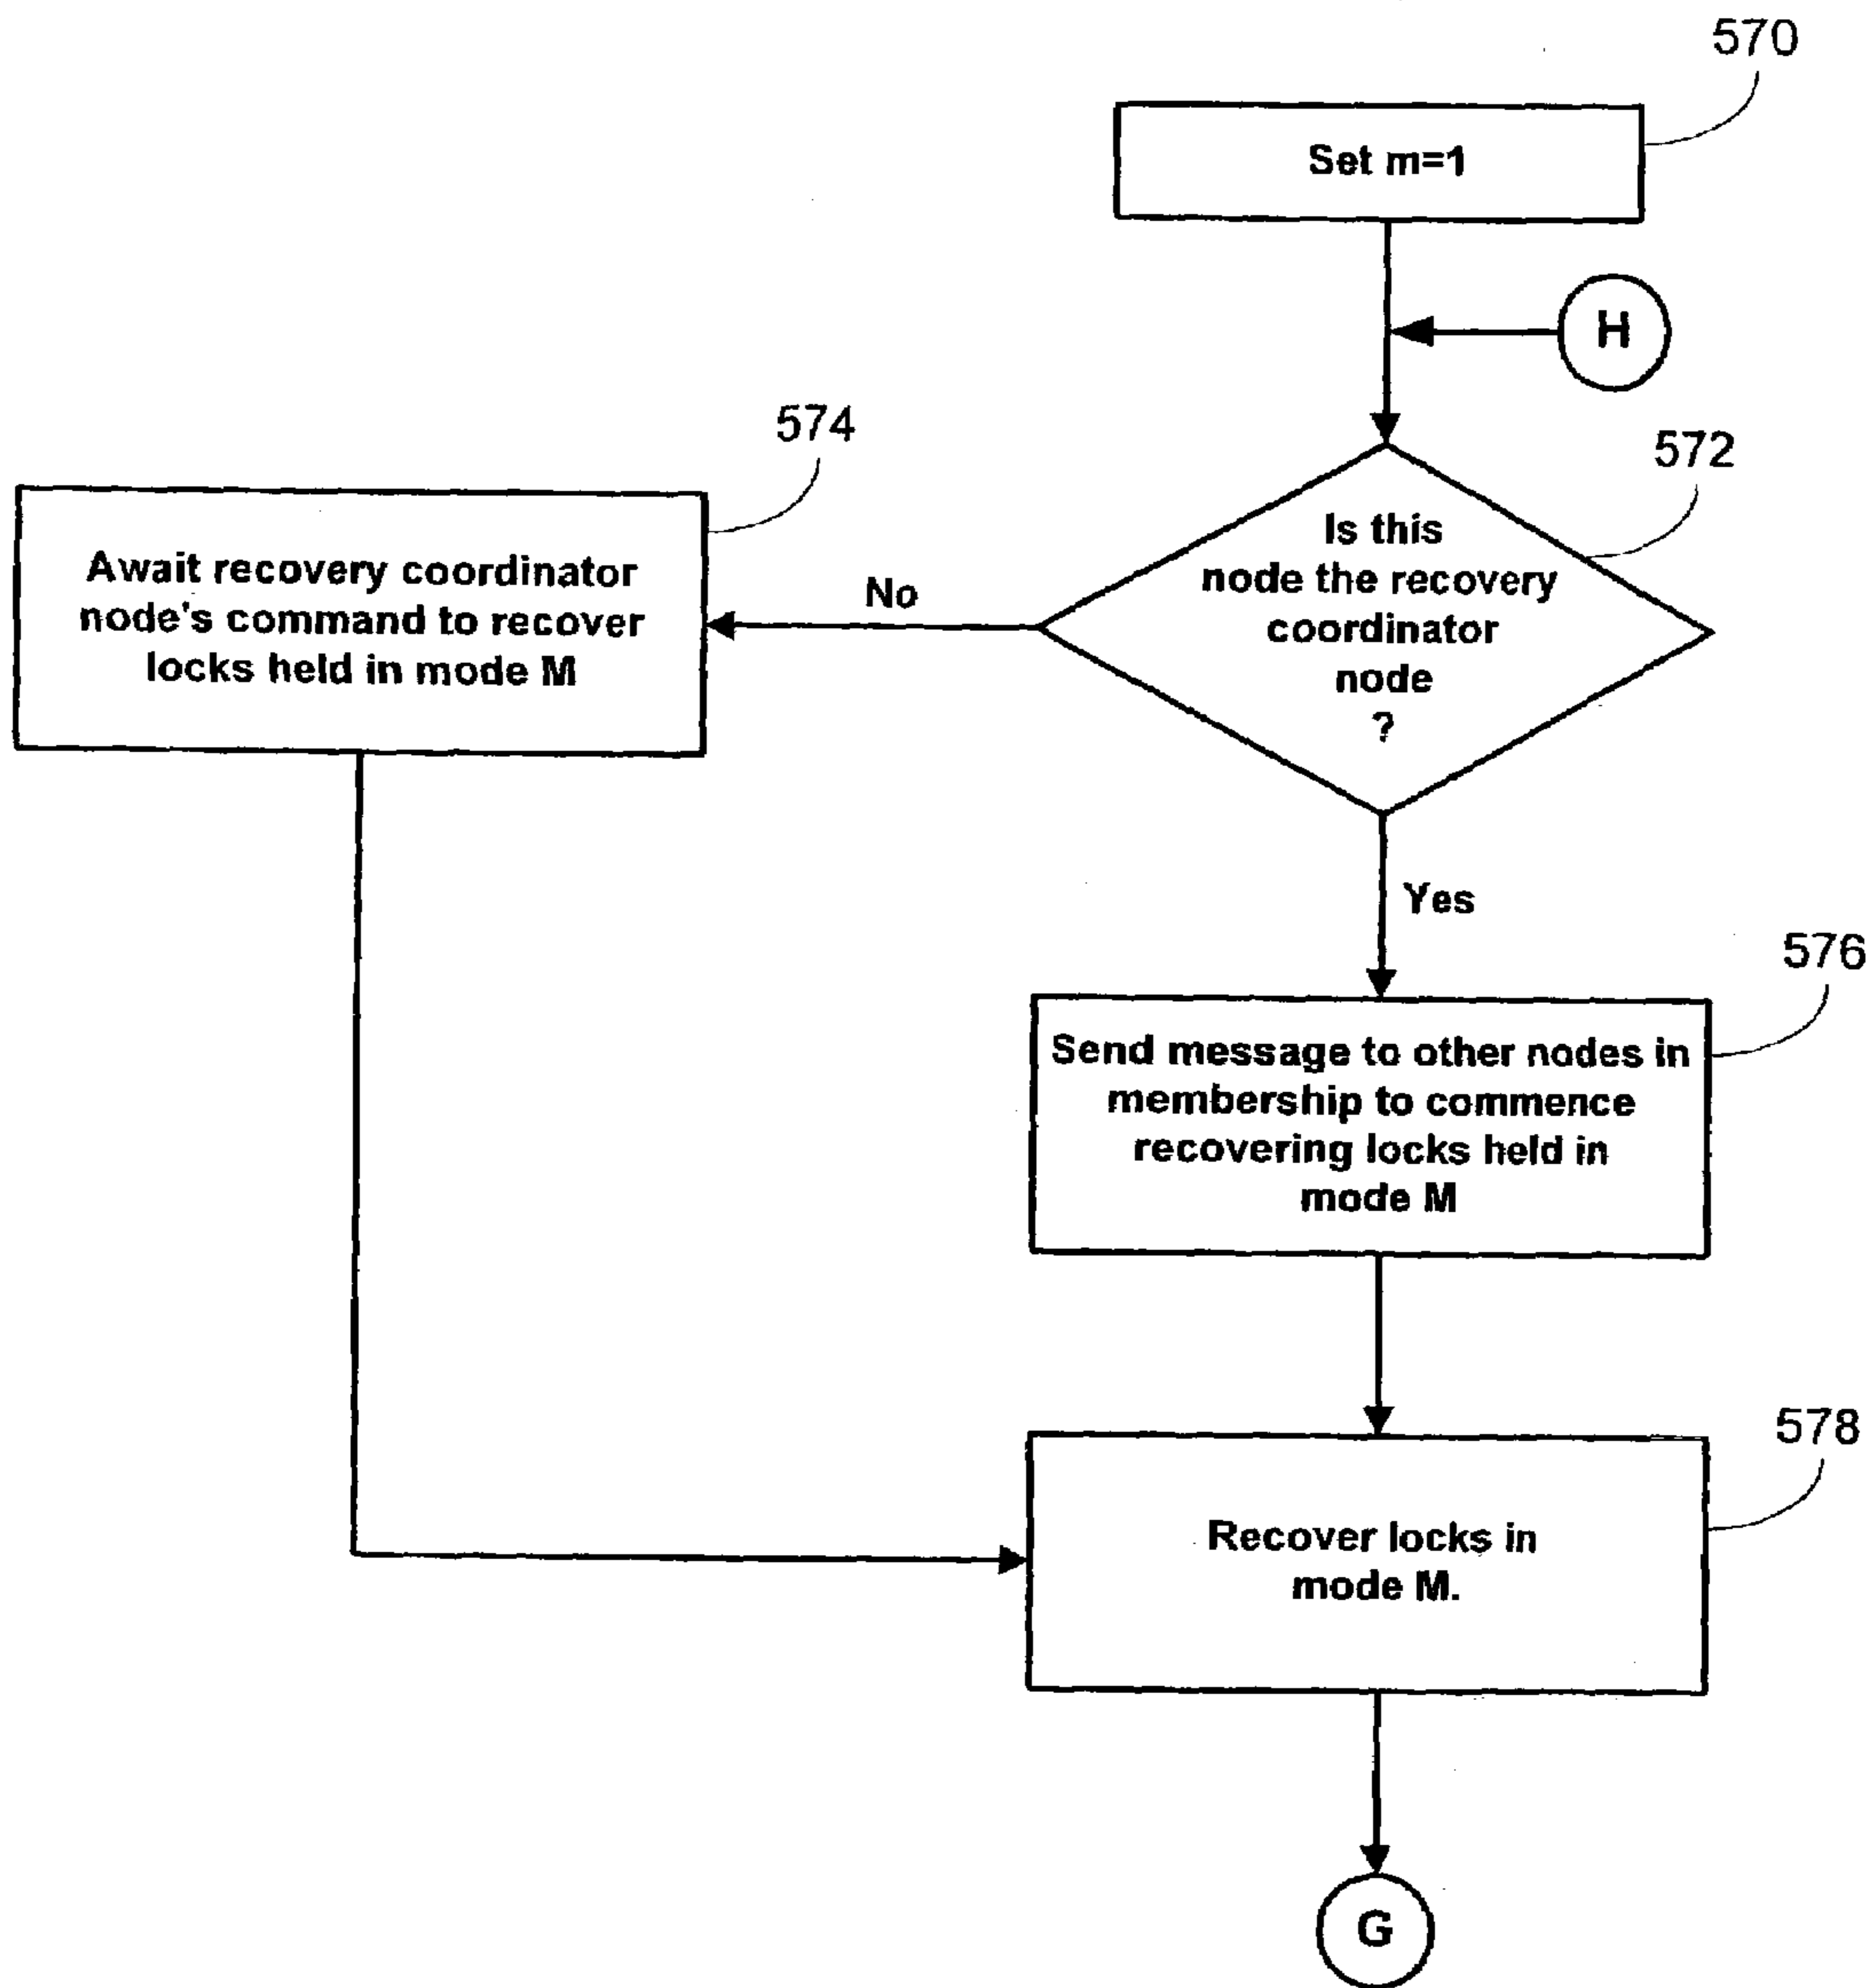 570
Set m=1
H
574
572
Is this
node the recovery
coordinator
node
?
Await recovery coordinator
node's command to recover
locks held in mode M
No
Yes
576
Send message to other nodes in
membership to commence
recovering locks held in
mode M
578
Recover locks in
mode M.
G